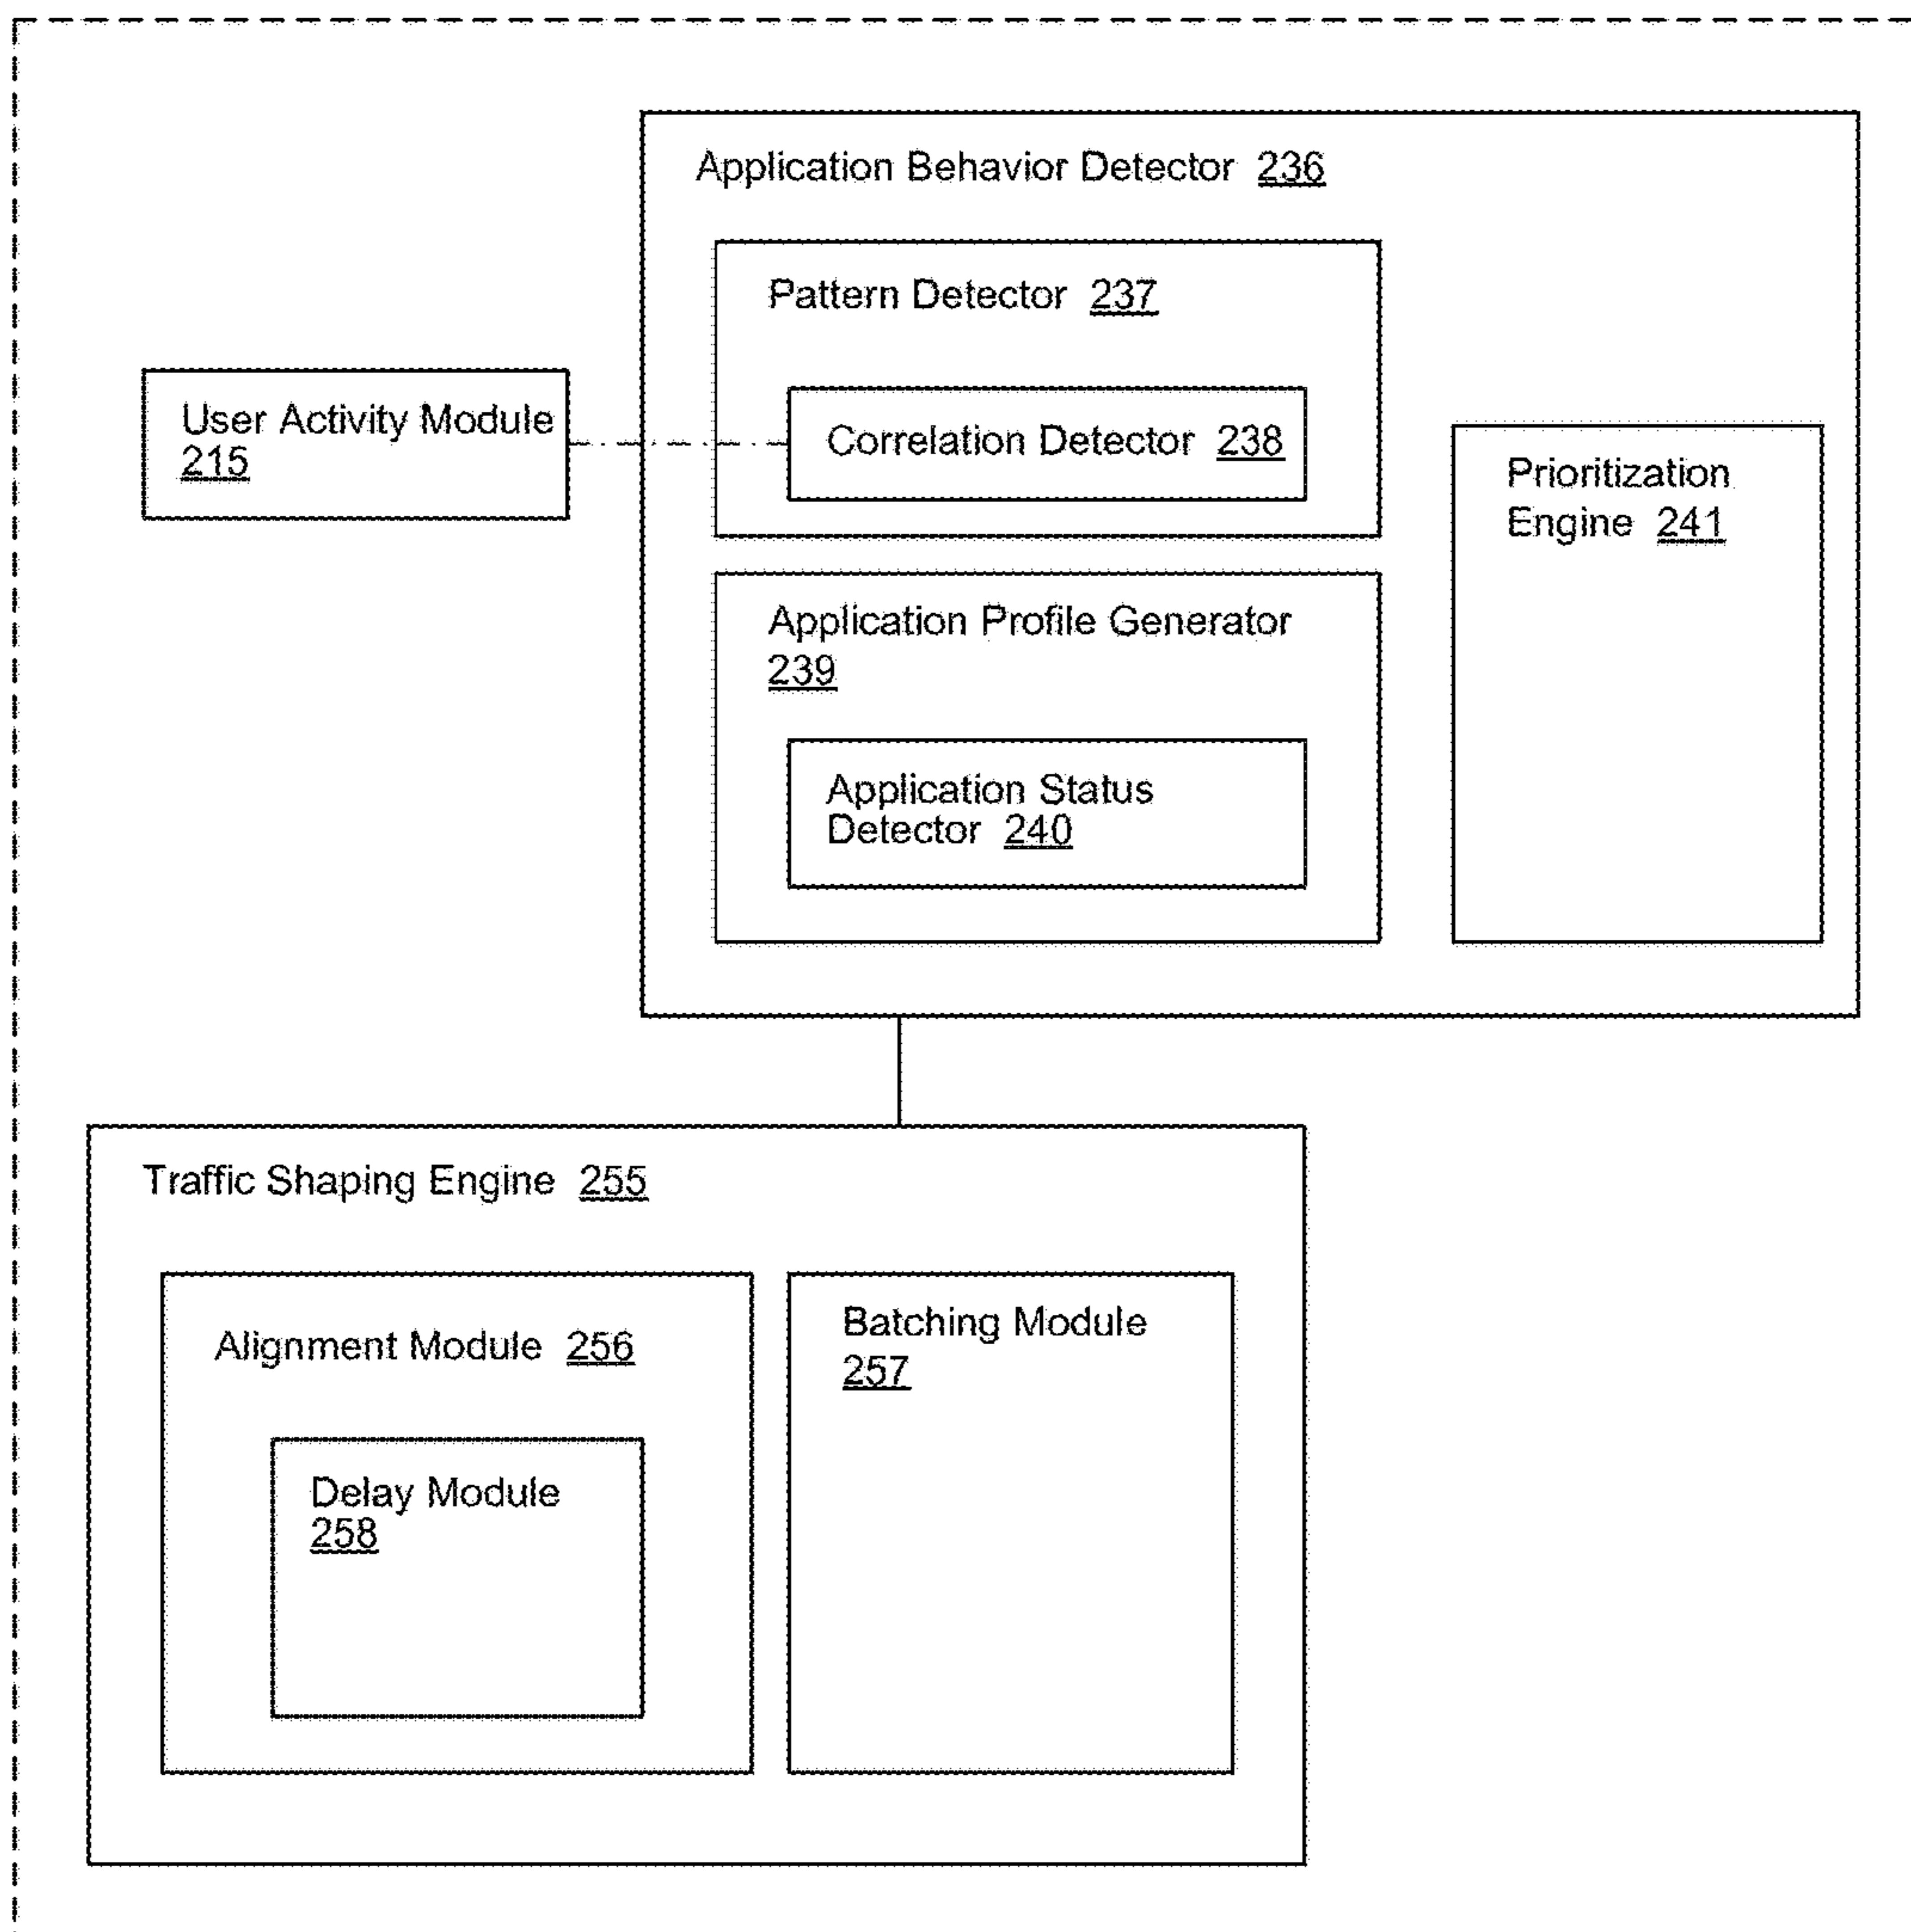 Application Behavior Detector 236
Pattern Detector 237
User Activity Module
215
Correlation Detector 238
Prioritization
Engine 241
Application Profile Generator
239
Application Status
Detector 240
Traffic Shaping Engine 255
Alignment Module 256
Batching Module
257
Delay Module
258